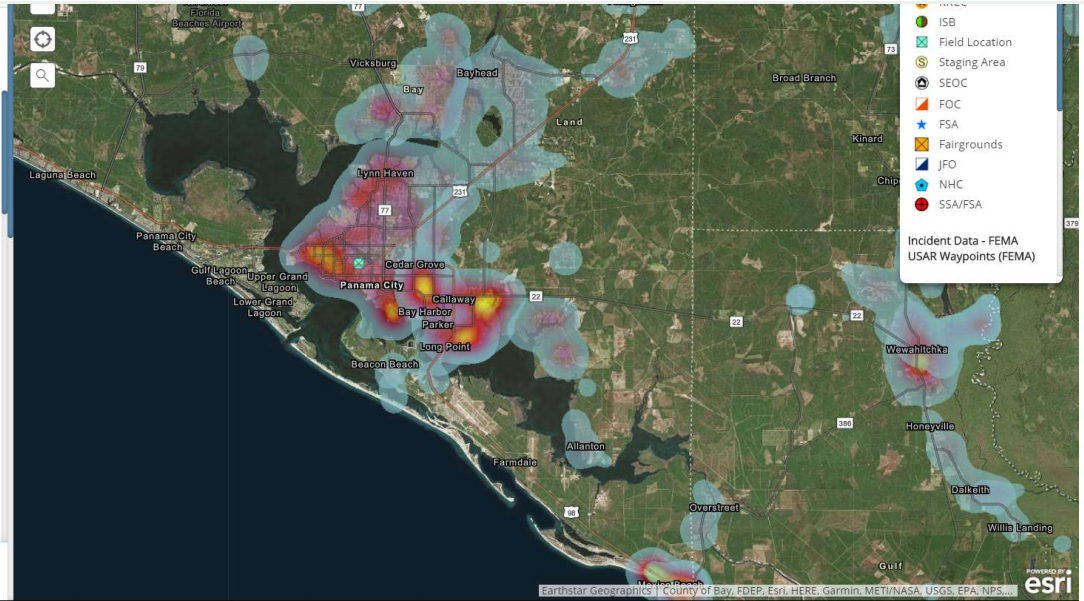 Florida
Beaches Airport
77
231
79
73
Vicksburg
Bayhead
Bay
Broad Branch
Land
Kinard
Laguna Beach
Lynn Haven
Chip
231
77
379
Panama City
Beach
Cedar Grove
Gulf Lagoon
Beach
Upper Grand
Lagoon
Panama City
Lower Grand
Lagoon
Callaway
22
Bay Harbor
Parker
22
22
Long Point
Wewahitchka
Beacon Beach
386
Honeyville
Allanton
Farmdale
Dalkeith
98
Overstreet
Willis Landing
Gulf
Mexico Beach
RRCC
ISB
Field Location
S
Staging Area
SEOC
FOC
FSA
Fairgrounds
JFO
NHC
SSA/FSA
Incident Data - FEMA
USAR Waypoints (FEMA)
Earthstar Geographics | County of Bay, FDEP, Esri, HERE, Garmin, METI/NASA, USGS, EPA, NPS,...
POWERED BY
esri